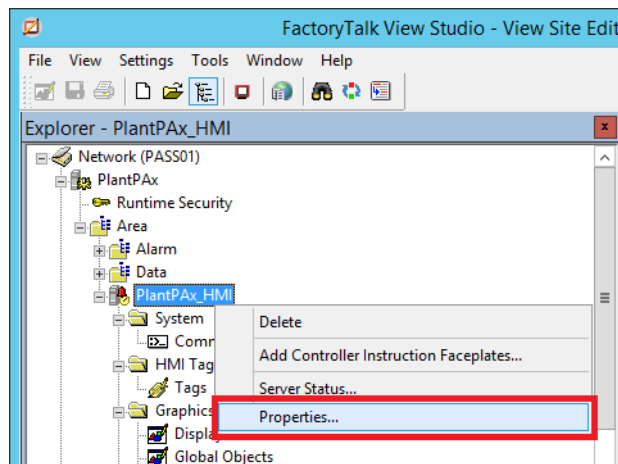 FactoryTalk View Studio - View Site Edit
File View Settings Tools Window Help
Explorer - PlantPAx_HMI
x
Network (PASS01)
PlantPAx
Runtime Security
Area
Alarm
Data
PlantPAx_HMI
System
Comm
HMI Tag
Tags
Graphics
Displa
Global Objects
Delete
Add Controller Instruction Faceplates...
Server Status...
Properties...